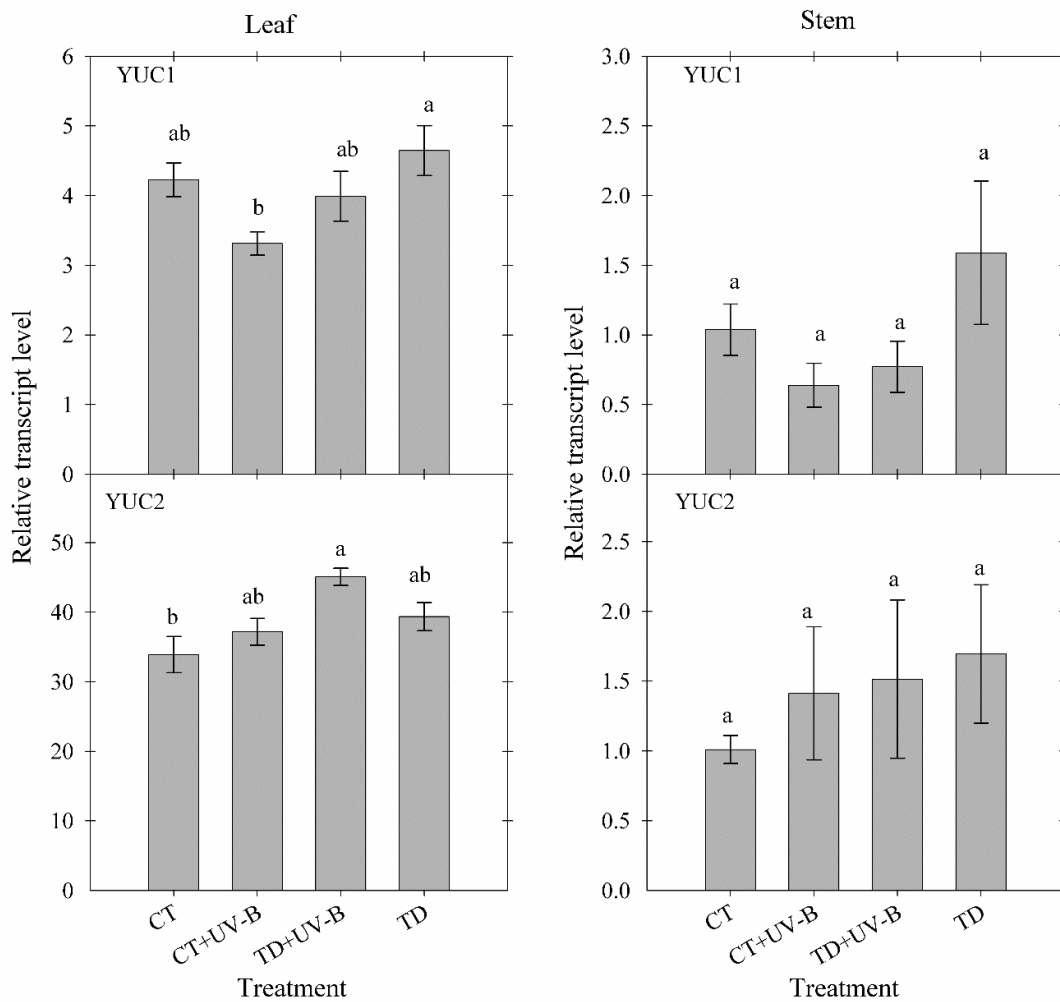 Leaf
YUC1
6
5
4
3
2
1
0
ab
b
ab
a
YUC2
50
40
30
20
10
0
b
ab
a
ab
Relative transcript level
CT
CT+UV-B
TD+UV-B
TD
Treatment
Stem
YUC1
3.0
2.5
2.0
1.5
1.0
0.5
0.0
a
a
a
a
YUC2
2.5
2.0
1.5
1.0
0.5
0.0
a
a
a
a
Relative transcript level
CT
CT+UV-B
TD+UV-B
TD
Treatment